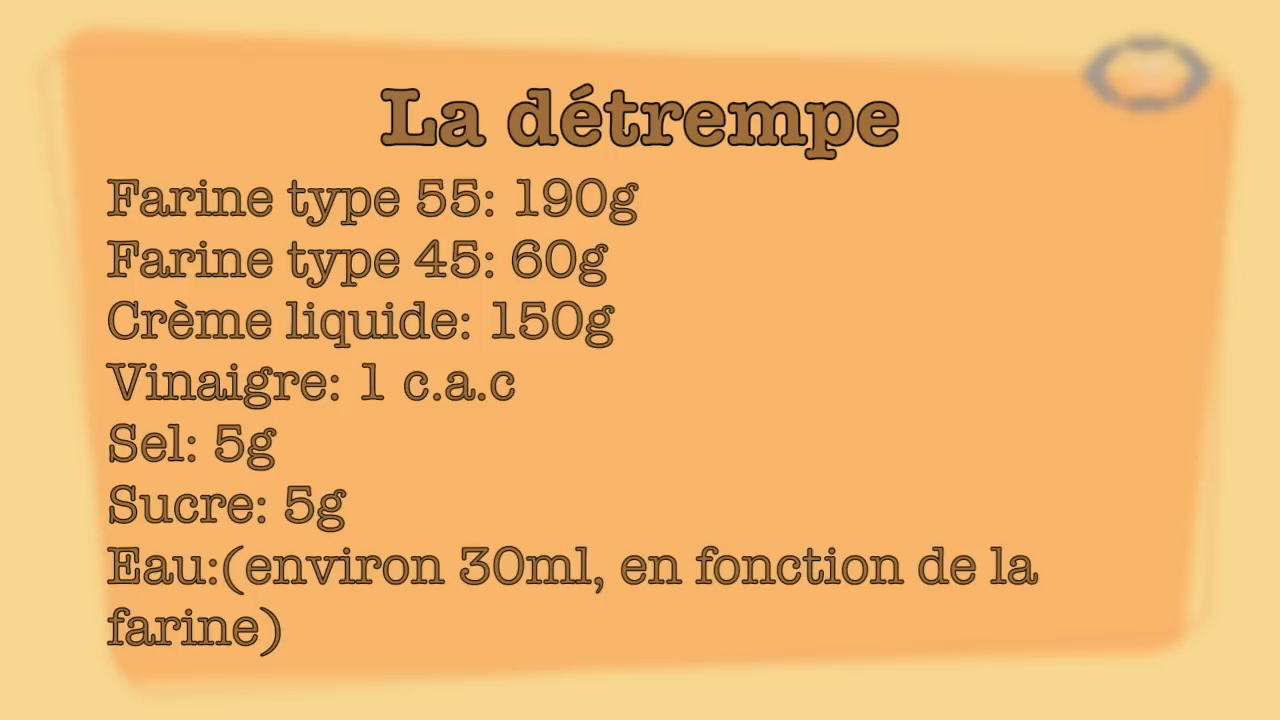 La détrempe
Farine type 55: 190g
Farine type 45: 60g
Crème liquide: 150g
Vinaigre: 1 c.a.c
Sel: 5g
Sucre: 5g
Eau:(environ 30ml, en fonction de la
farine)